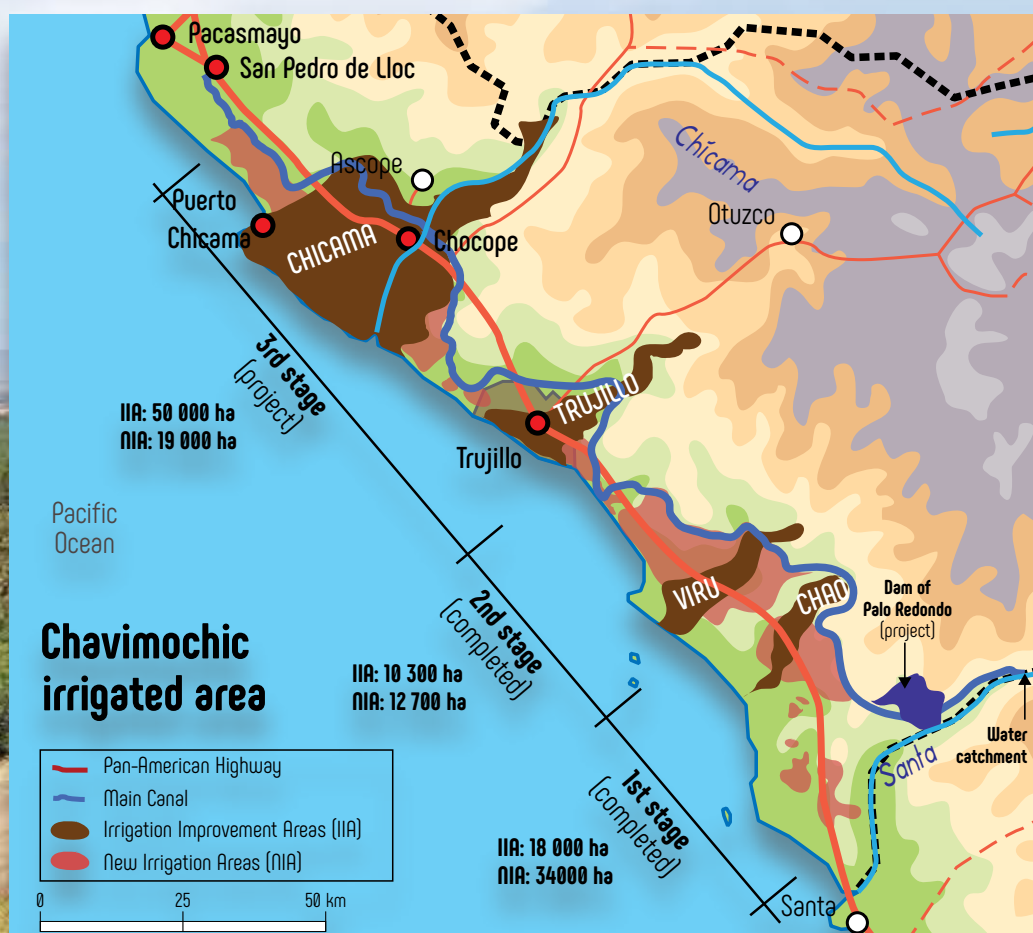 Pacasmayo
San Pedro de Lloc
Chícama
Ascope
Otuzco
Puerto
Chicama
CHICAMA
Chocope
3rd stage
(project)
IIA: 50 000 ha
NIA: 19 000 ha
TRUJILLO
Trujillo
Pacific
Ocean
VIRU
CHAO
Dam of
Palo Redondo
(project)
2nd stage
(completed)
IIA: 10 300 ha
NIA: 12 700 ha
Water
catchment
Santa
1st stage
(completed)
IIA: 18 000 ha
NIA: 34000 ha
Santa
Chavimochic
irrigated area
Pan-American Highway
Main Canal
Irrigation Improvement Areas (IIA)
New Irrigation Areas (NIA)
0 25 50 km